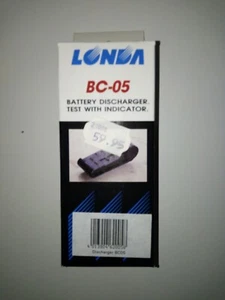 LONDA
BC-05
BATTERY DISCHARGER.
TEST WITH INDICATOR.
Discharger BC05